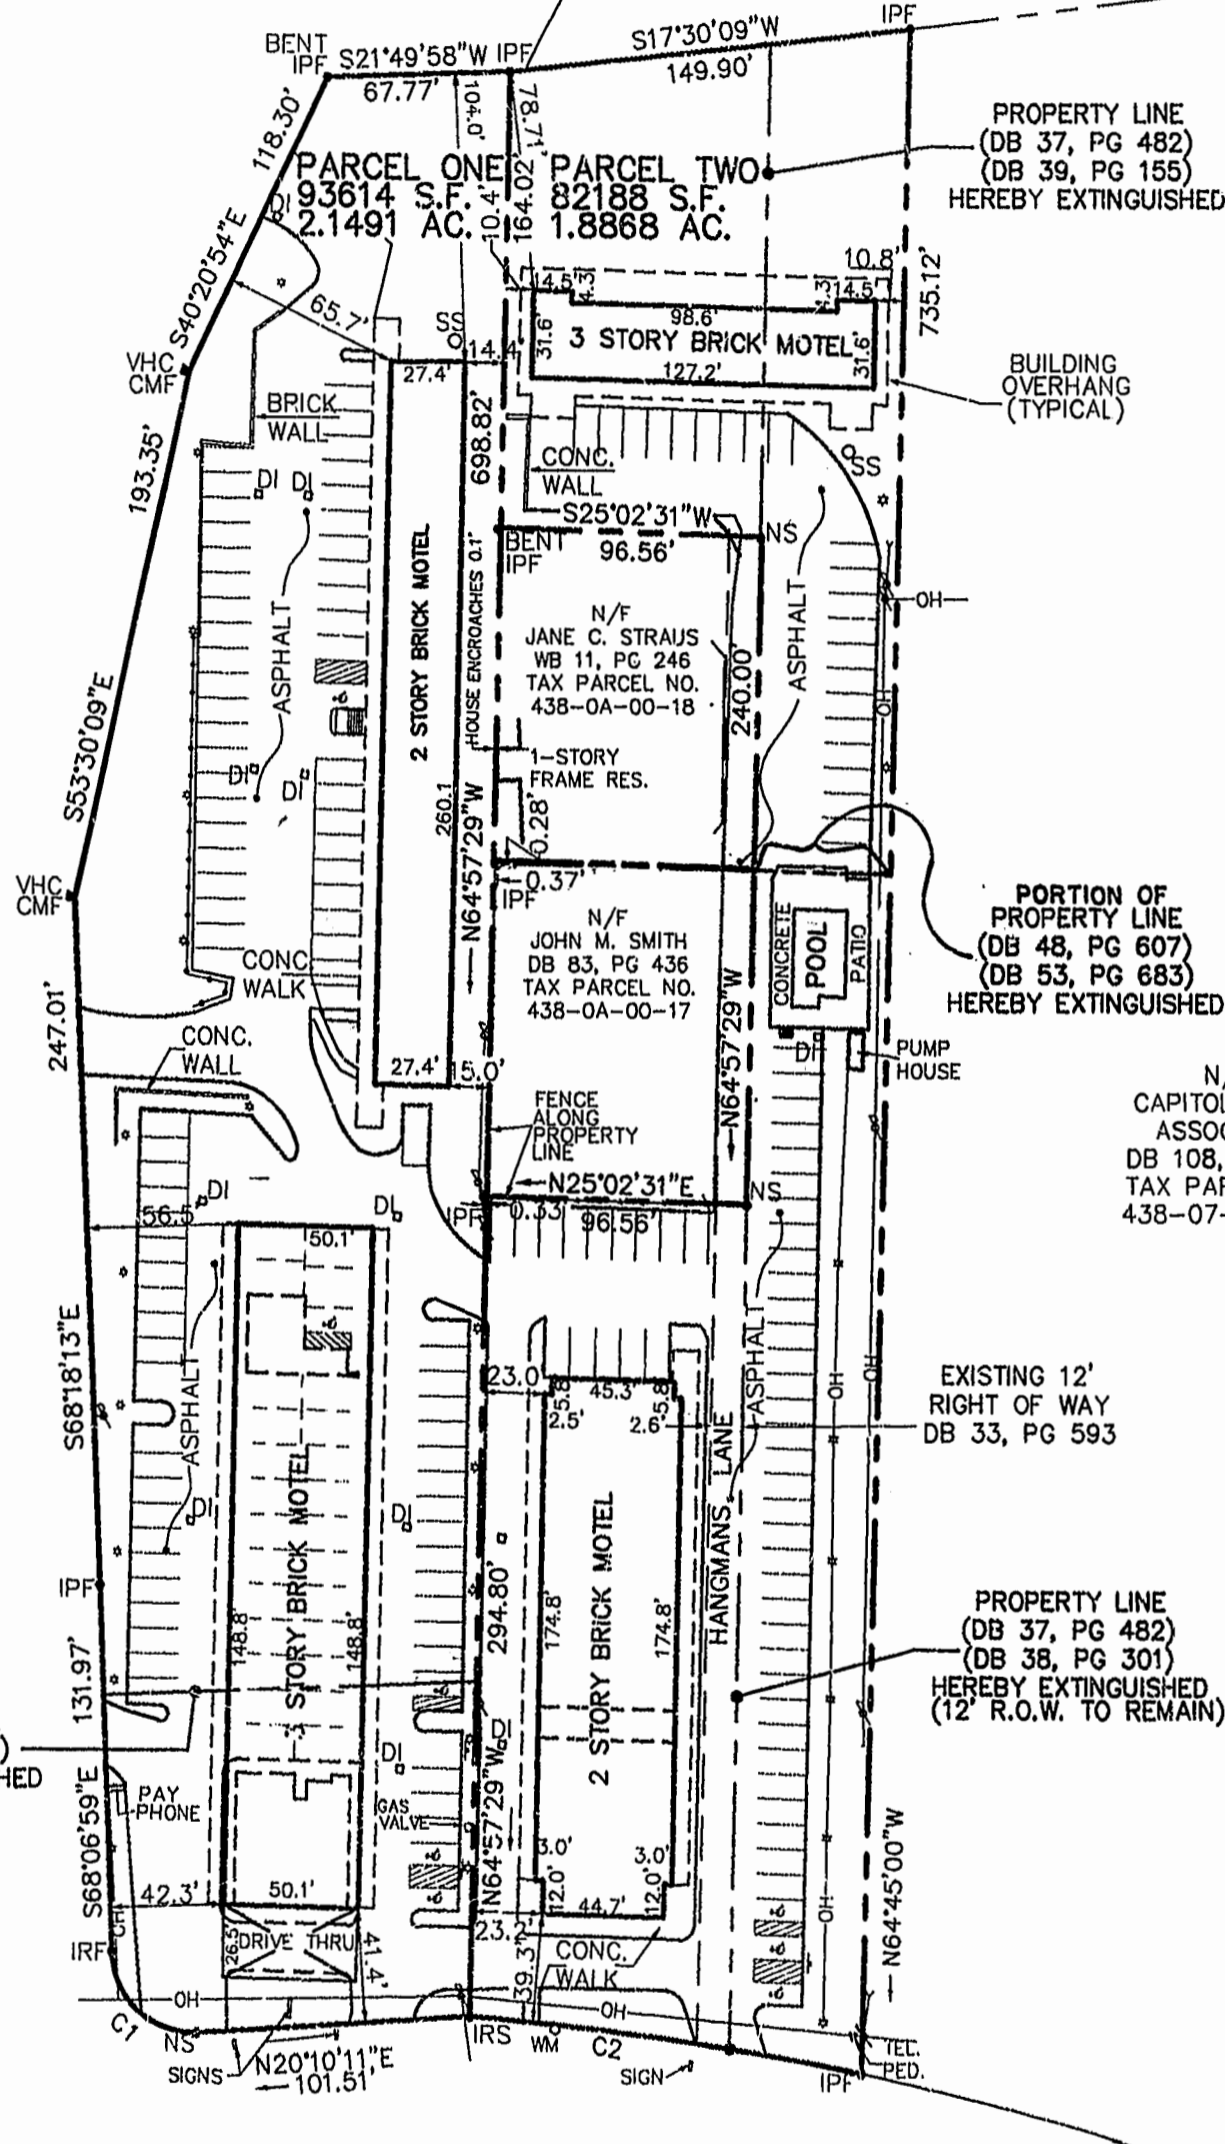 IPF
BENT
IPF
S21°49'58"W
IPF
S17°30'09"W
67.77'
149.90'
118.30'
104.0'
78.71'
PROPERTY LINE
(DB 37, PG 482)
(DB 39, PG 155)
HEREBY EXTINGUISHED
PARCEL ONE
93614 S.F.
2.1491 AC.
10.4'
164.02'
PARCEL TWO
82188 S.F.
1.8868 AC.
DI
S40°20'54"E
65.7'
SS
14.4
10.8'
14.5'
4.3'
4.3'
14.5'
98.6'
31.6'
3 STORY BRICK MOTEL
31.6'
127.2'
735.12'
BUILDING
OVERHANG
(TYPICAL)
VHC
CMF
27.4'
BRICK
WALL
698.82'
CONC.
WALL
SS
193.35'
DI
DI
S25°02'31"W
NS
BENT
IPF
96.56'
2 STORY BRICK MOTEL
HOUSE ENCROACHES 0.1'
ASPHALT
ASPHALT
OH
N/F
JANE C. STRAUS
WB 11, PG 246
TAX PARCEL NO.
438-0A-00-18
240.00'
OH
S53°30'09"E
DI
DI
1-STORY
FRAME RES.
260.1
0.28'
N64°57'29"W
0.37'
IPF
VHC
CMF
N/F
JOHN M. SMITH
DB 83, PG 436
TAX PARCEL NO.
438-0A-00-17
CONCRETE
POOL
PATIO
PORTION OF
PROPERTY LINE
(DB 48, PG 607)
(DB 53, PG 683)
HEREBY EXTINGUISHED
CONC
WALK
247.01'
CONC.
WALL
N64°57'29"W
DI
PUMP
HOUSE
27.4'
15.0'
FENCE
ALONG
PROPERTY
LINE
N/
CAPITOL
ASSOC
DB 108,
TAX PAR
438-07-
DI
N25°02'31"E
NS
56.5
DI
IPF
0.33'
96.56'
50.1'
S68°18'13"E
ASPHALT
ASPHALT
OH
OH
23.0
5.8
45.3'
5.8
2.5'
2.6'
EXISTING 12'
RIGHT OF WAY
DB 33, PG 593
HANGMANS LANE
DI
DI
3 STORY BRICK MOTEL
148.8'
148.8'
294.80'
174.8'
2 STORY BRICK MOTEL
174.8'
IPF
PROPERTY LINE
(DB 37, PG 482)
(DB 38, PG 301)
HEREBY EXTINGUISHED
(12' R.O.W. TO REMAIN)
131.97'
)
HED
DI
DI
PAY
PHONE
GAS
VALVE
N64°57'29"W
S68°06'59"E
3.0'
3.0'
12.0'
12.0'
42.3'
50.1'
44.7'
23.2'
N64°45'00"W
OH
OH
IRF
26.5'
DRIVE THRU
41.4'
39.3'
CONC.
WALK
OH
OH
C1
NS
IRS
WM
C2
TEL.
PED.
SIGNS
N20°10'11"E
101.51'
SIGN
IPF